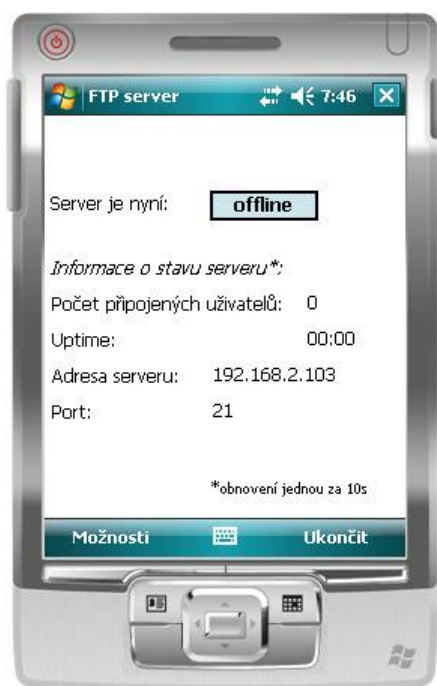 FTP server 7:46
Server je nyní: offline
Informace o stavu serveru*:
Počet připojených uživatelů: 0
Uptime: 00:00
Adresa serveru: 192.168.2.103
Port: 21
*obnovení jednou za 10s
Možnosti Ukončit